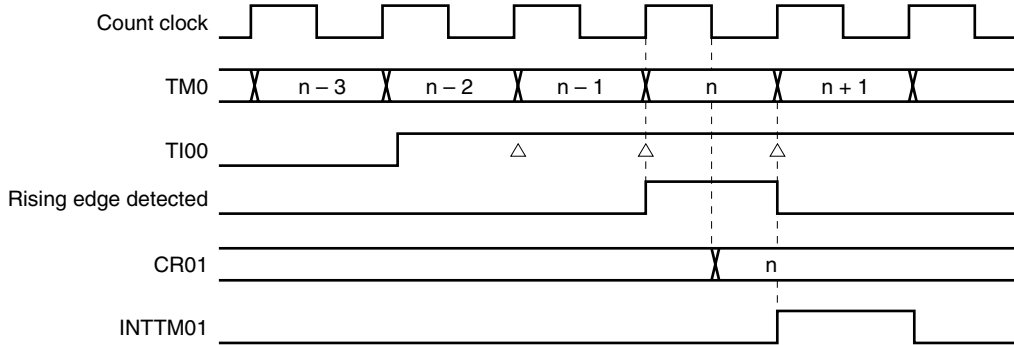 Count clock
TM0 n – 3 n – 2 n – 1 n n + 1
TI00
Rising edge detected
CR01 n
INTTM01